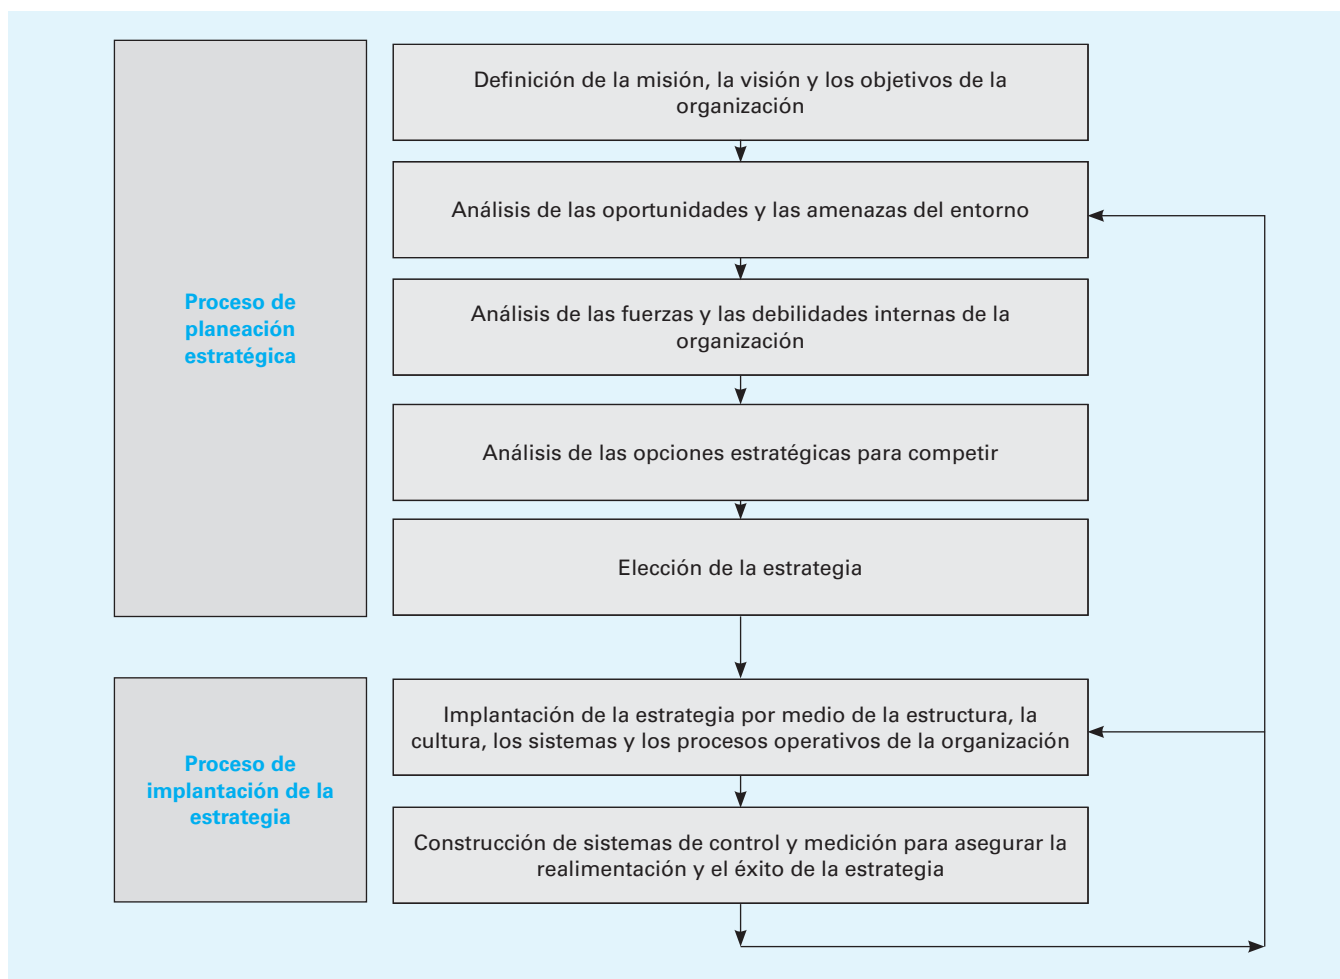 Definición de la misión, la visión y los objetivos de la
organización
Análisis de las oportunidades y las amenazas del entorno
Proceso de
planeación
estratégica
Análisis de las fuerzas y las debilidades internas de la
organización
Análisis de las opciones estratégicas para competir
Elección de la estrategia
Proceso de
implantación de la
estrategia
Implantación de la estrategia por medio de la estructura, la
cultura, los sistemas y los procesos operativos de la organización
Construcción de sistemas de control y medición para asegurar la
realimentación y el éxito de la estrategia